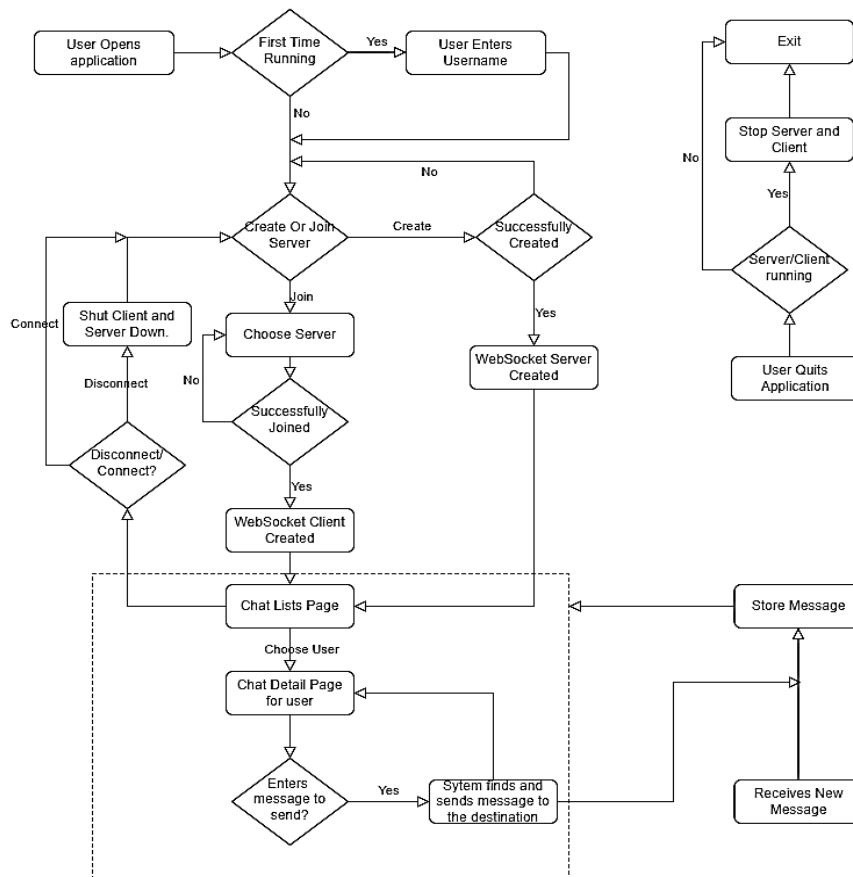 User Opens
application
First Time
Running
Yes
User Enters
Username
Exit
No
Stop Server and
Client
No
No
Yes
Create Or Join
Server
Create
Successfully
Created
Server/Client
running
Connect
Shut Client and
Server Down.
Join
Choose Server
Yes
WebSocket Server
Created
User Quits
Application
Disconnect
No
Successfully
Joined
Disconnect/
Connect?
Yes
WebSocket Client
Created
Chat Lists Page
Store Message
Choose User
Chat Detail Page
for user
Enters
message to
send?
Yes
Sytem finds and
sends message to
the destination
Receives New
Message